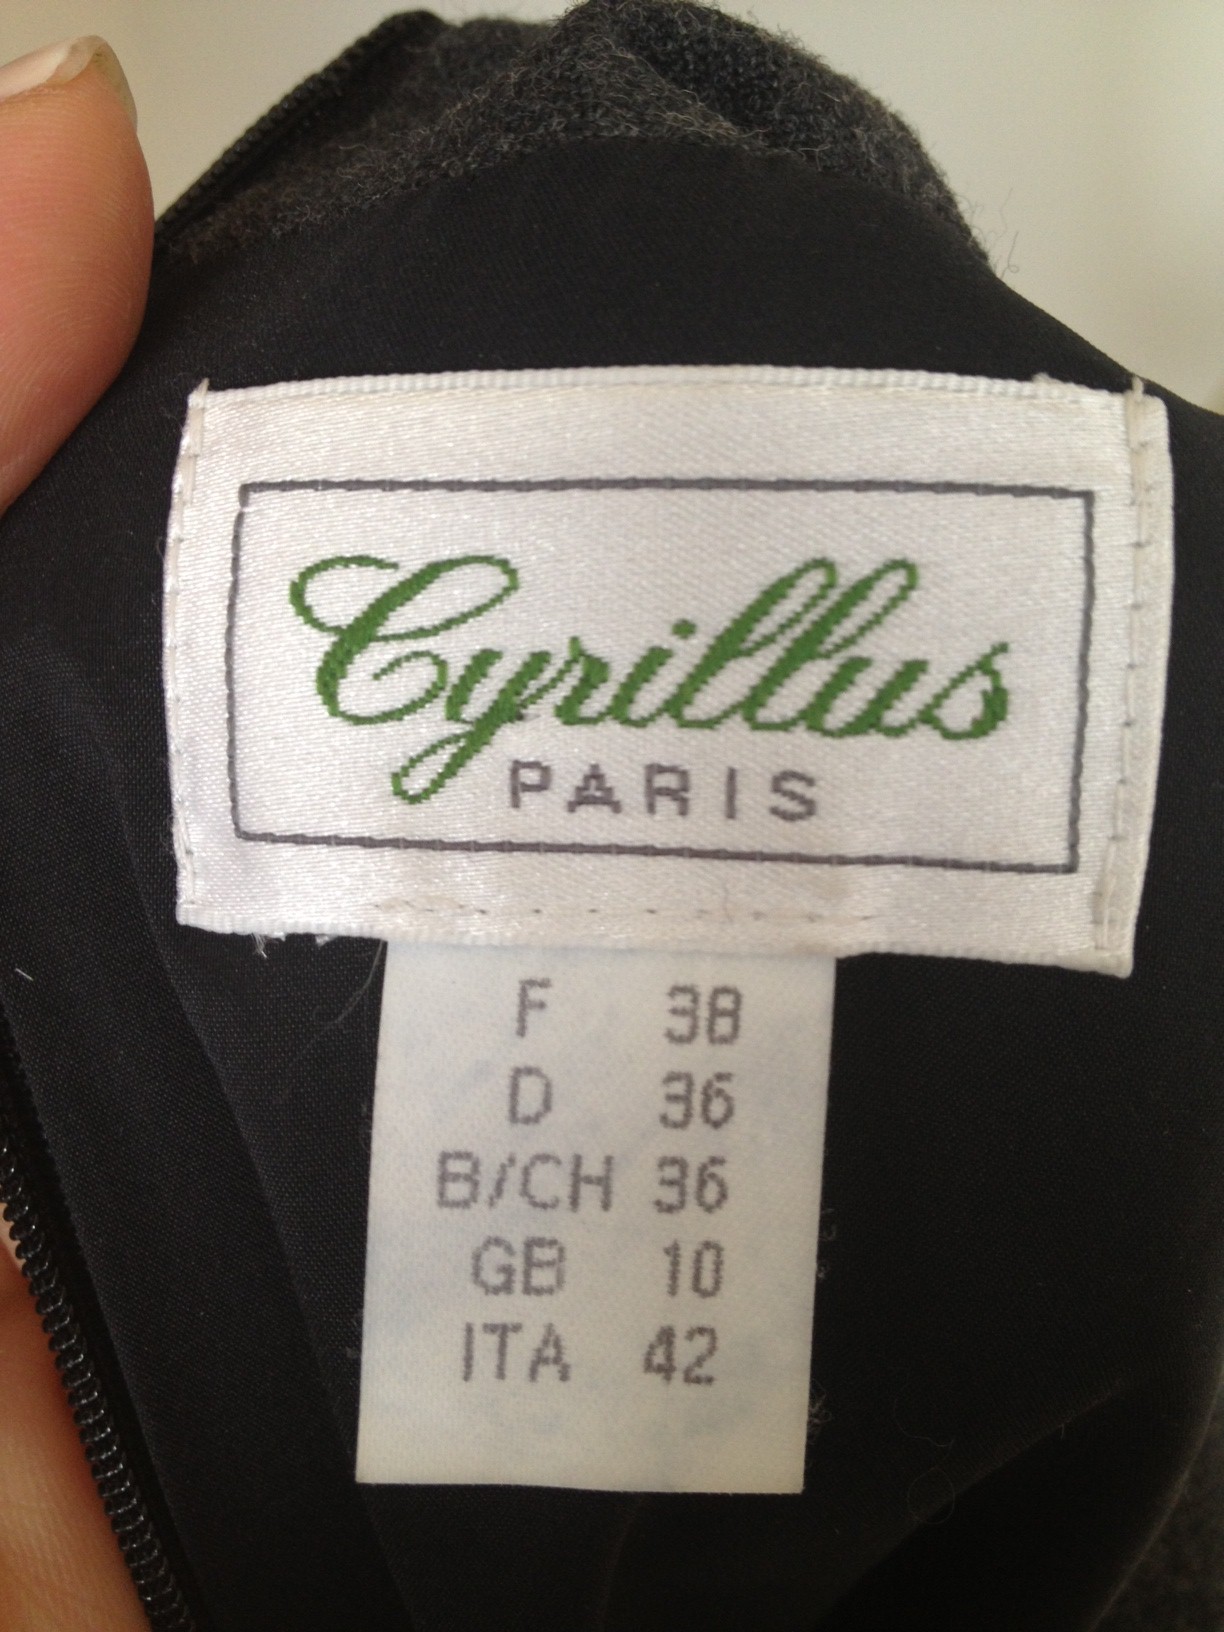 Cyrillus
PARIS
F 38
D 36
B/CH 36
GB 10
ITA 42